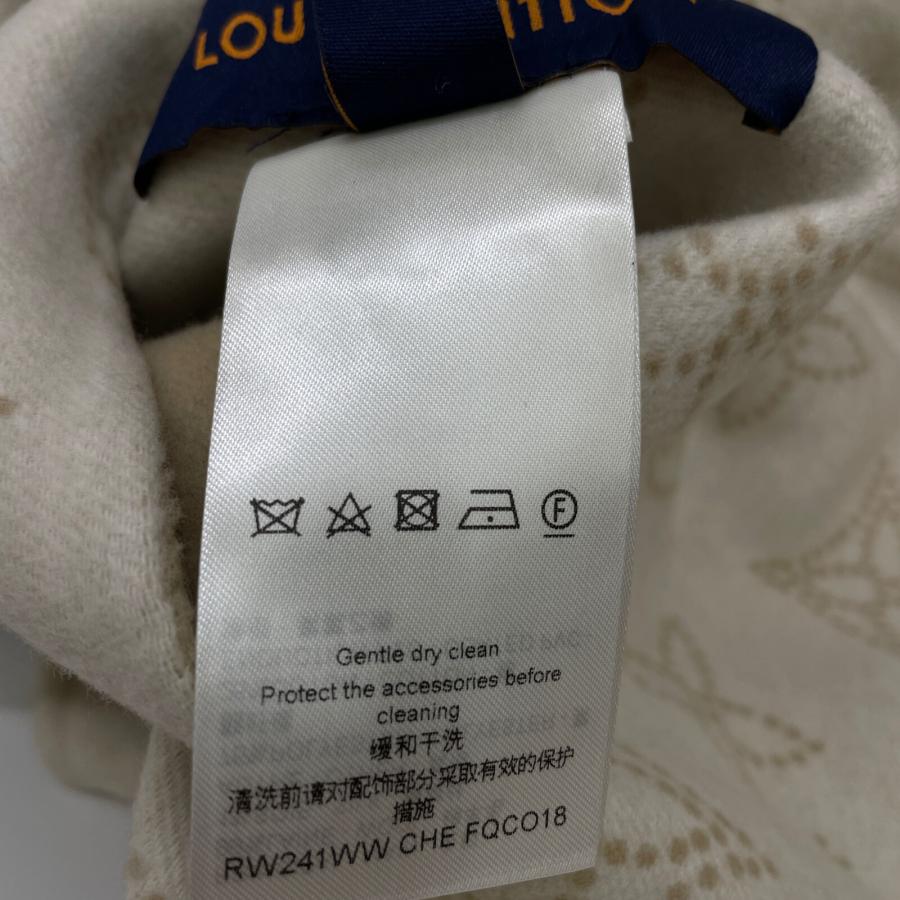 LOU
Gentle dry clean
Protect the accessories before
cleaning
缓和干洗
清洗前请对配饰部分采取有效的保护
措施
RW241WW CHE FQCO18